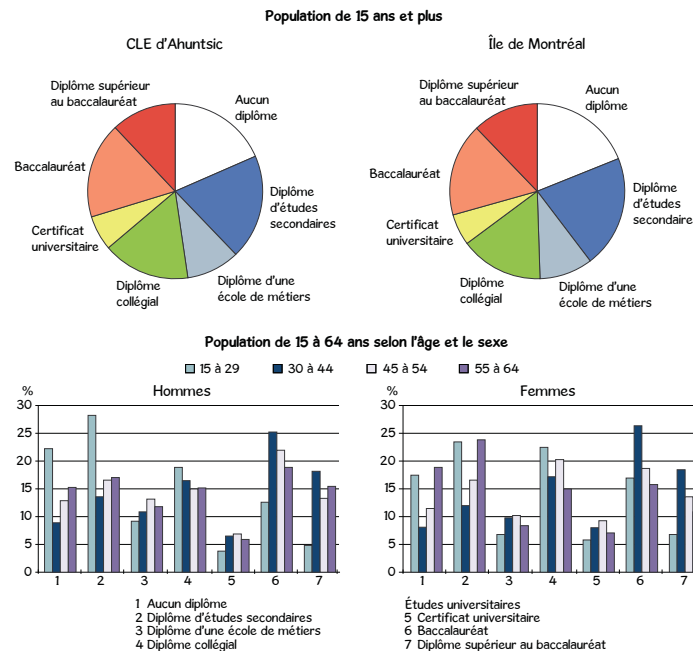 Population de 15 ans et plus
CLE d'Ahuntsic
Île de Montréal
Diplôme supérieur
au baccalauréat
Aucun
diplôme
Baccalauréat
Diplôme
d'études
secondaires
Certificat
universitaire
Diplôme
collégial
Diplôme d'une
école de métiers
Diplôme supérieur
au baccalauréat
Aucun
diplôme
Baccalauréat
Diplôme
d'études
secondaires
Certificat
universitaire
Diplôme
collégial
Diplôme d'une
école de métiers
Population de 15 à 64 ans selon l'âge et le sexe
15 à 29 30 à 44 45 à 54 55 à 64
% Hommes
30
25
20
15
10
5
0
1 2 3 4 5 6 7
% Femmes
30
25
20
15
10
5
0
1 2 3 4 5 6 7
1 Aucun diplôme
2 Diplôme d'études secondaires
3 Diplôme d'une école de métiers
4 Diplôme collégial
Études universitaires
5 Certificat universitaire
6 Baccalauréat
7 Diplôme supérieur au baccalauréat